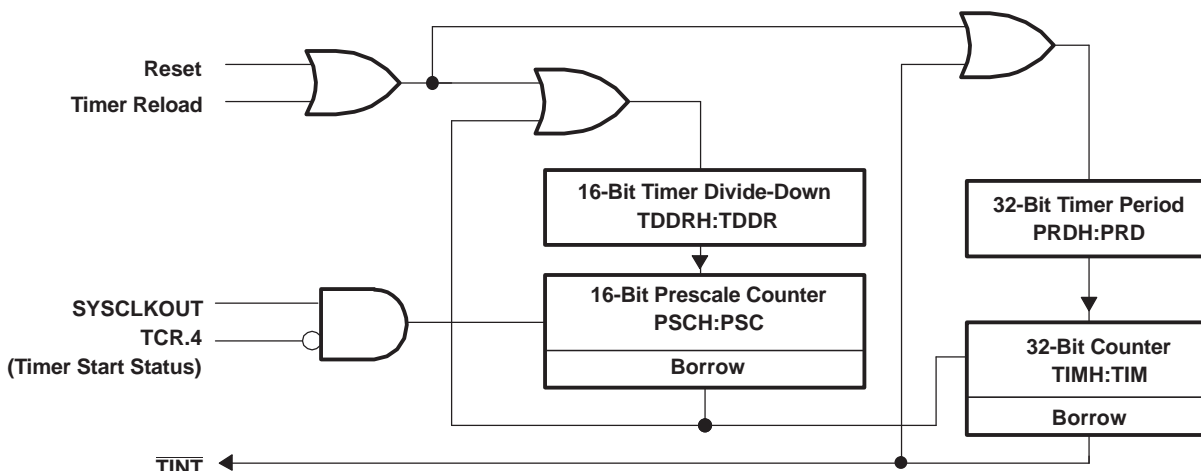 Reset
Timer Reload
16-Bit Timer Divide-Down
TDDRH:TDDR
32-Bit Timer Period
PRDH:PRD
SYSCLKOUT
TCR.4
(Timer Start Status)
16-Bit Prescale Counter
PSCH:PSC
Borrow
32-Bit Counter
TIMH:TIM
Borrow
TINT